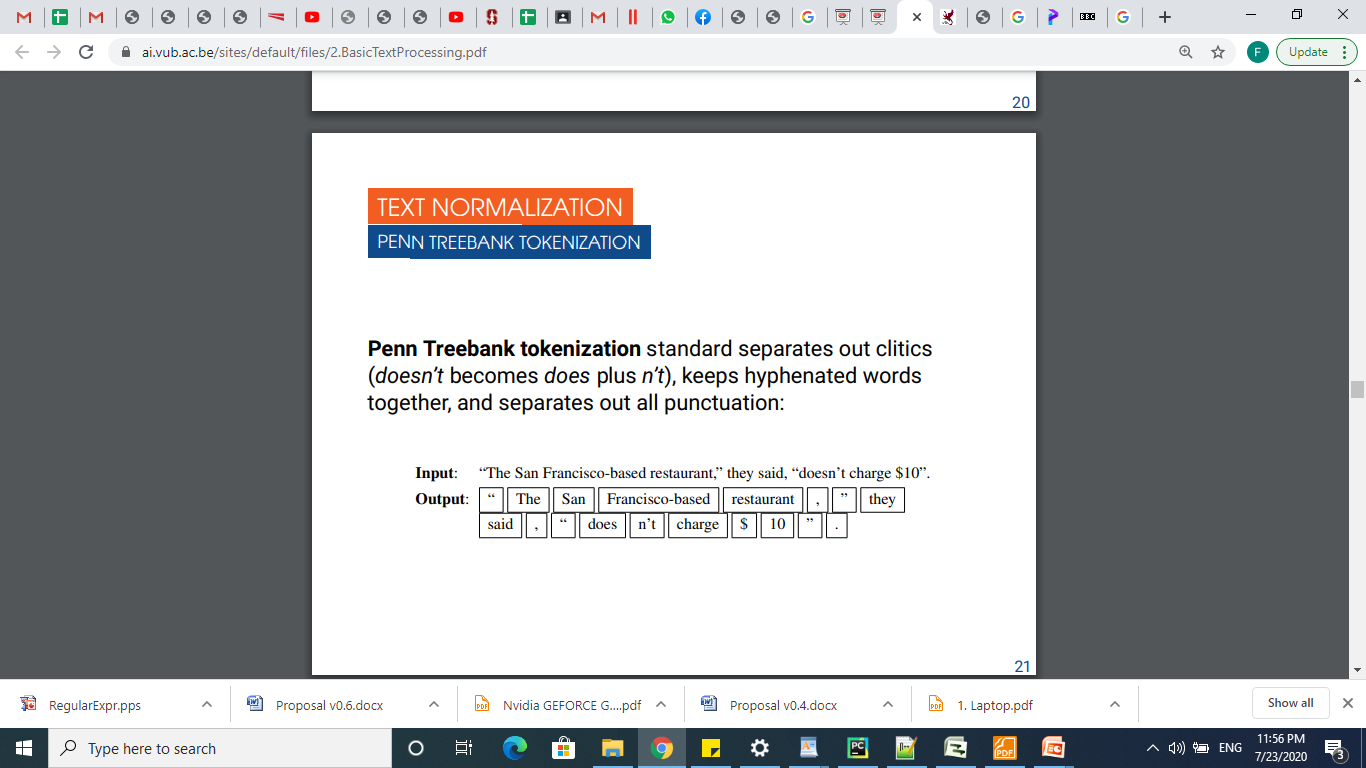 ai.vub.ac.be/sites/default/files/2.BasicTextProcessing.pdf
F
Update
BBC
20
TEXT NORMALIZATION
PENN TREEBANK TOKENIZATION
Penn Treebank tokenization standard separates out clitics
(doesn’t becomes does plus n’t), keeps hyphenated words
together, and separates out all punctuation:
Input: “The San Francisco-based restaurant,” they said, “doesn’t charge $10”.
Output: “ The San Francisco-based restaurant , ” they
said , “ does n’t charge $ 10 ” .
21
RegularExpr.pps
Proposal v0.6.docx
Nvidia GEFORCE G....pdf
Proposal v0.4.docx
1. Laptop.pdf
Show all
Type here to search
ENG
11:56 PM
7/23/2020
3